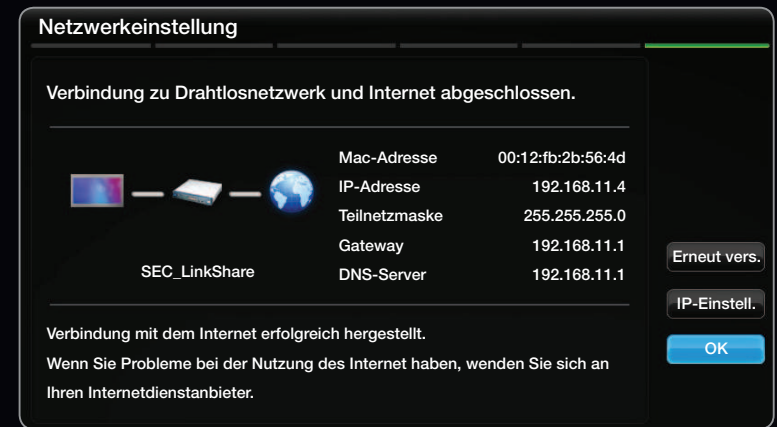 Netzwerkeinstellung
Verbindung zu Drahtlosnetzwerk und Internet abgeschlossen.
Mac-Adresse 00:12:fb:2b:56:4d
IP-Adresse 192.168.11.4
Teilnetzmaske 255.255.255.0
Gateway 192.168.11.1
DNS-Server 192.168.11.1
SEC_LinkShare
Verbindung mit dem Internet erfolgreich hergestellt.
Wenn Sie Probleme bei der Nutzung des Internet haben, wenden Sie sich an
Ihren Internetdienstanbieter.
Erneut vers.
IP-Einstell.
OK